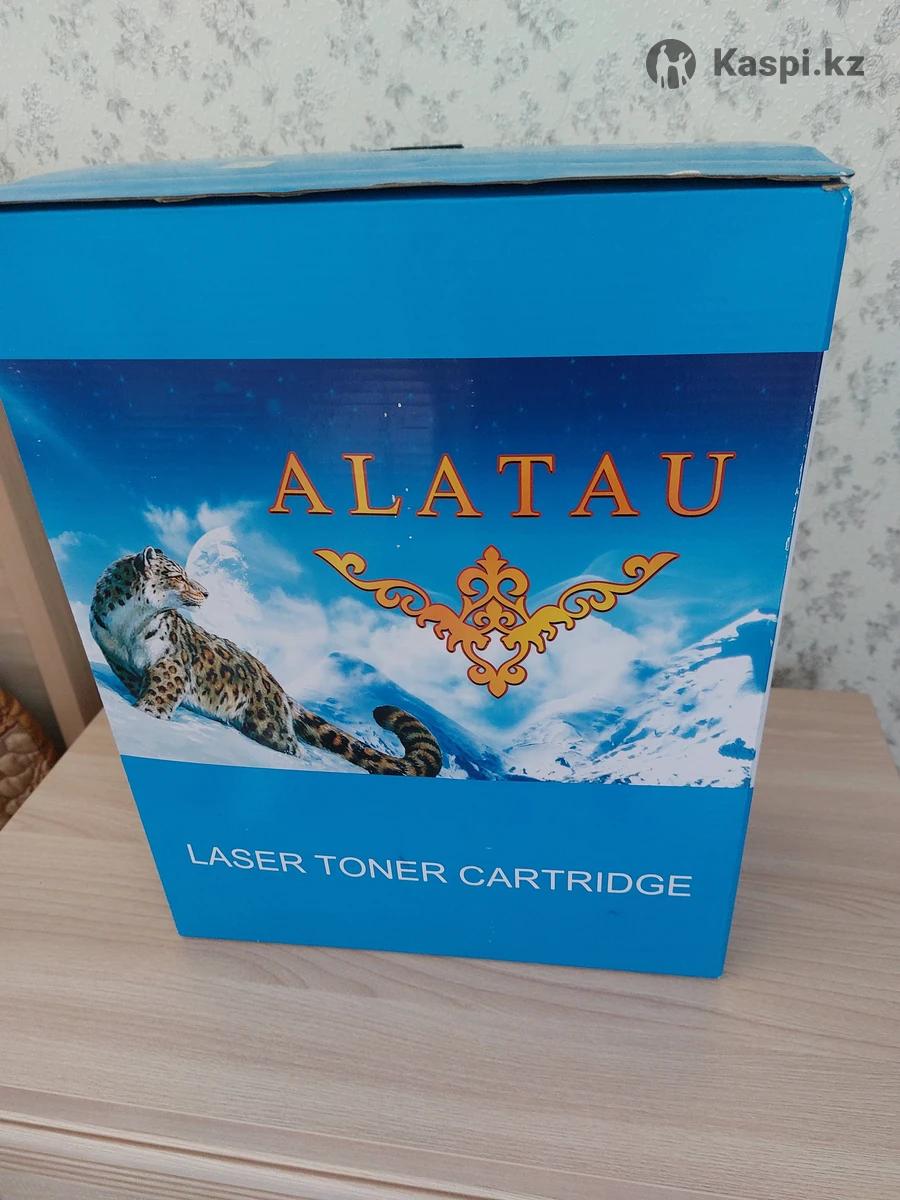 Kaspi.kz
ALATAU
LASER TONER CARTRIDGE